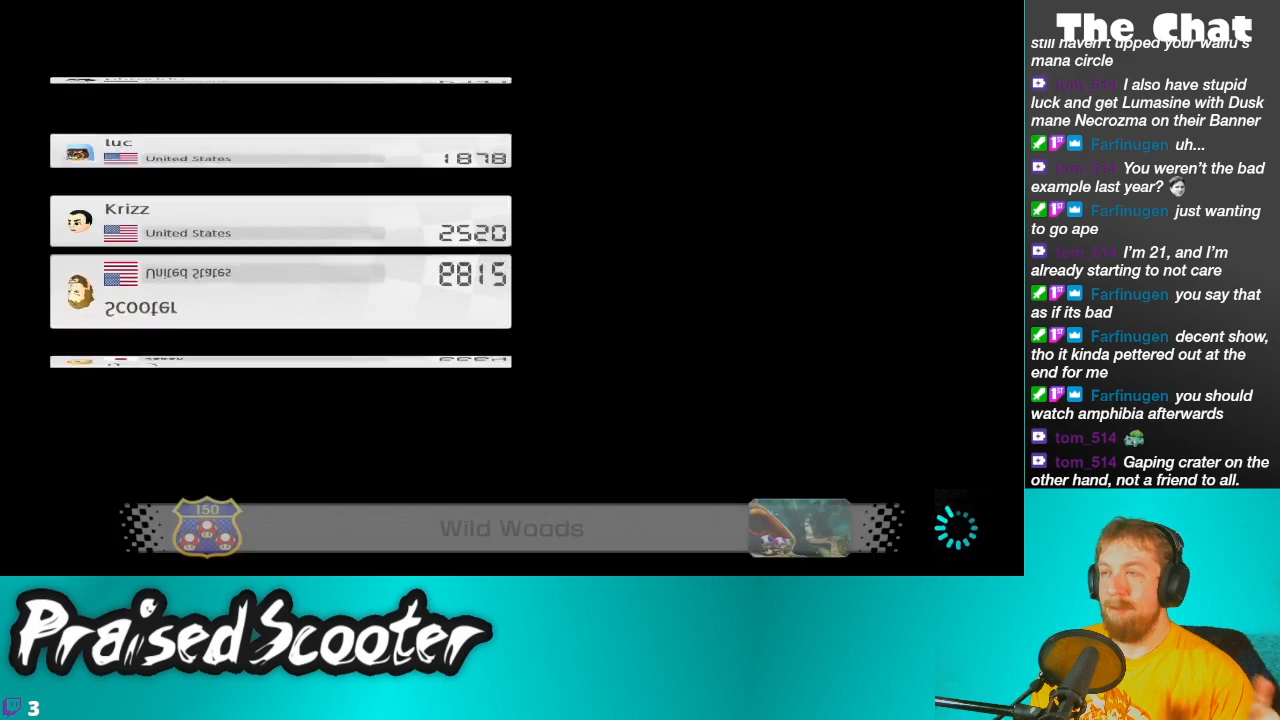 luc
United States
1878
Krizz
United States
2520
United States
Scooter
150
Wild Woods
PraisedScooter
3
The Chat
still haven't upped your waifu's
mana circle
tom_514 I also have stupid
luck and get Lumasine with Dusk
mane Necrozma on their Banner
Farfinugen uh...
tom_514 You weren't the bad
example last year?
Farfinugen just wanting
to go ape
tom_514 I'm 21, and I'm
already starting to not care
Farfinugen you say that
as if its bad
Farfinugen decent show,
tho it kinda pettered out at the
end for me
Farfinugen you should
watch amphibia afterwards
tom_514
tom_514 Gaping crater on the
other hand, not a friend to all.